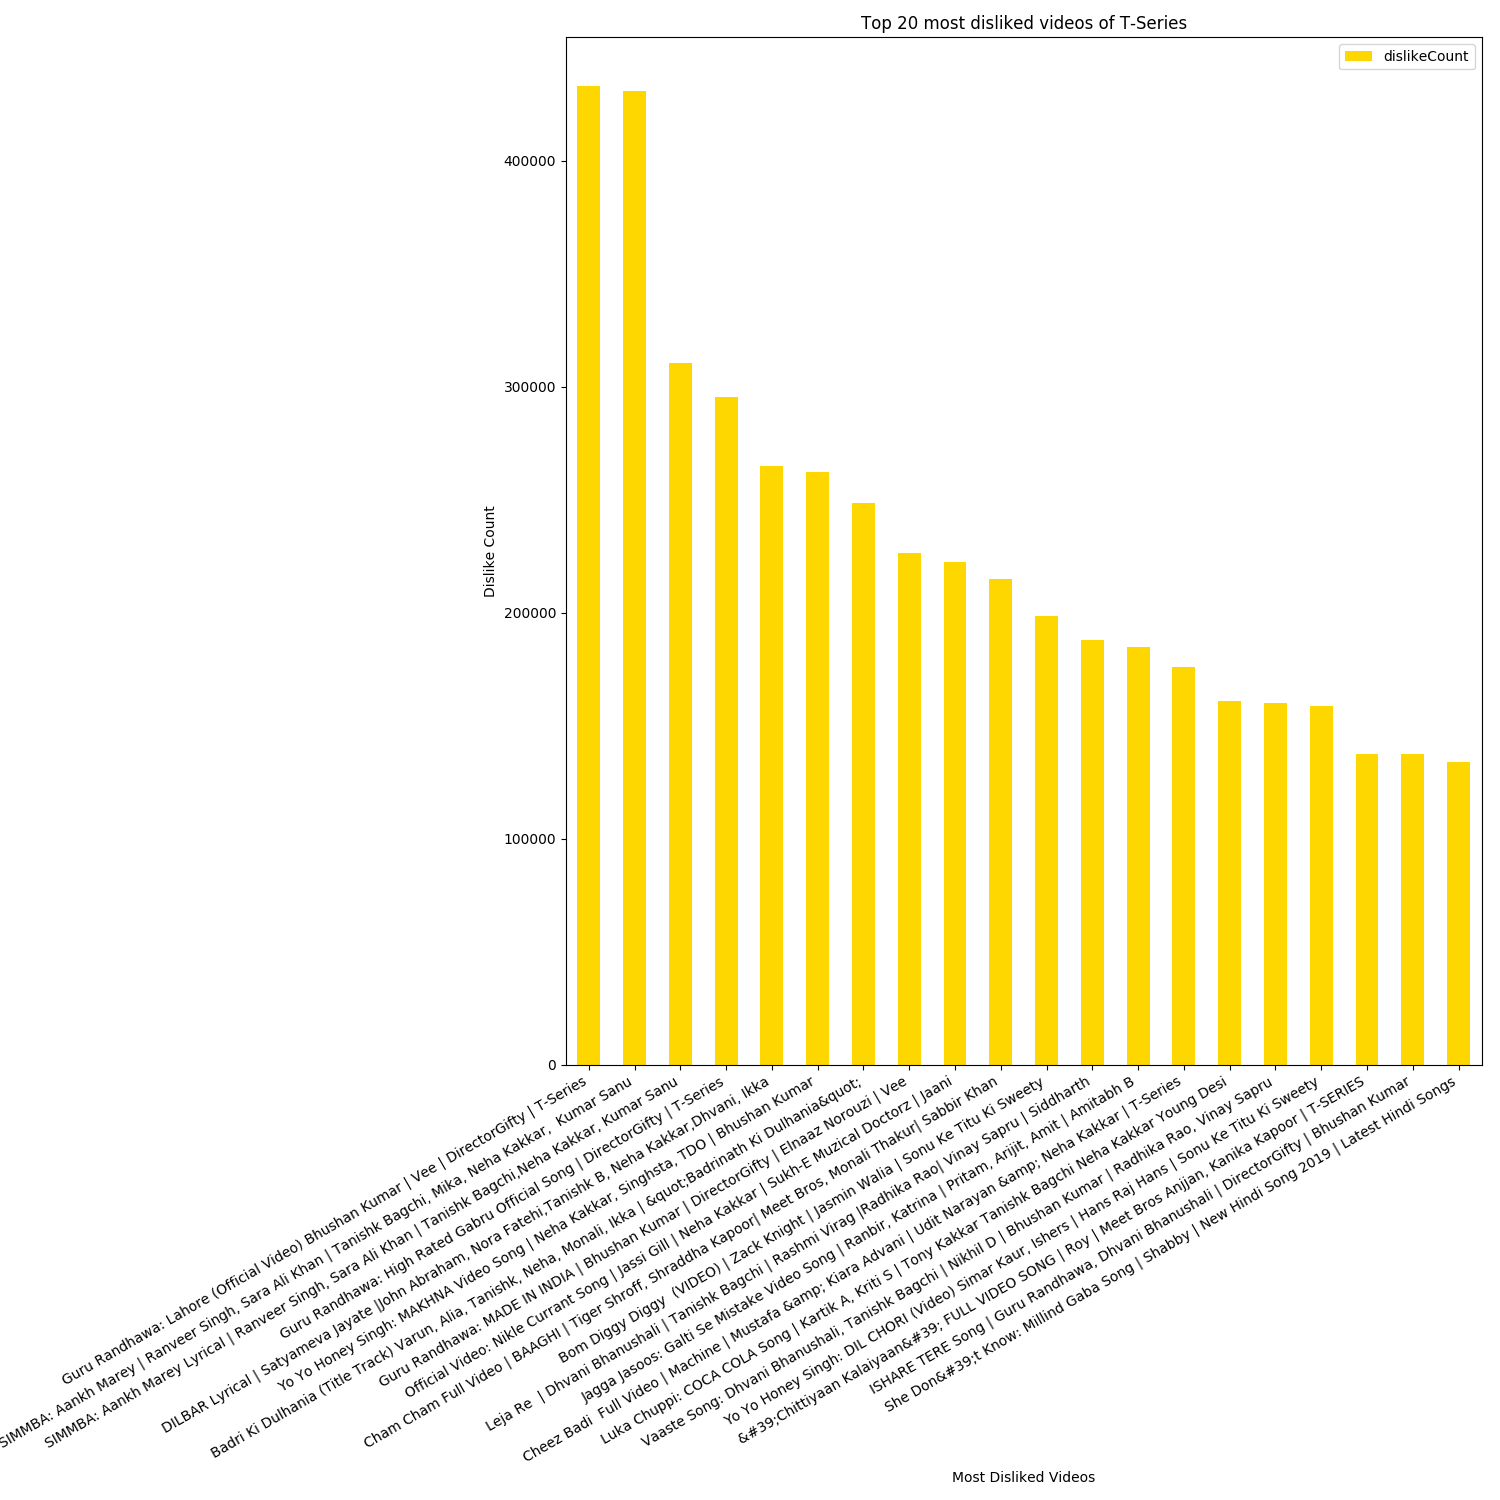 Top 20 most disliked videos of T-Series
dislikeCount
400000
300000
200000
100000
0
Dislike Count
Guru Randhawa: Lahore (Official Video) Bhushan Kumar | Vee | DirectorGifty | T-Series
SIMMBA: Aankh Marey | Ranveer Singh, Sara Ali Khan | Tanishk Bagchi, Mika, Neha Kakkar,  Kumar Sanu
SIMMBA: Aankh Marey Lyrical | Ranveer Singh, Sara Ali Khan | Tanishk Bagchi,Neha Kakkar, Kumar Sanu
Guru Randhawa: High Rated Gabru Official Song | DirectorGifty | T-Series
DILBAR Lyrical | Satyameva Jayate |John Abraham, Nora Fatehi,Tanishk B, Neha Kakkar,Dhvani, Ikka
Yo Yo Honey Singh: MAKHNA Video Song | Neha Kakkar, Singhsta, TDO | Bhushan Kumar
Badri Ki Dulhania (Title Track) Varun, Alia, Tanishk, Neha, Monali, Ikka | &quot;Badrinath Ki Dulhania&quot;
Guru Randhawa: MADE IN INDIA | Bhushan Kumar | DirectorGifty | Elnaaz Norouzi | Vee
Official Video: Nikle Currant Song | Jassi Gill | Neha Kakkar | Sukh-E Muzical Doctorz | Jaani
Cham Cham Full Video | BAAGHI | Tiger Shroff, Shraddha Kapoor| Meet Bros, Monali Thakur| Sabbir Khan
Bom Diggy Diggy  (VIDEO) | Zack Knight | Jasmin Walia | Sonu Ke Titu Ki Sweety
Leja Re  | Dhvani Bhanushali | Tanishk Bagchi | Rashmi Virag |Radhika Rao| Vinay Sapru | Siddharth
Jagga Jasoos: Galti Se Mistake Video Song | Ranbir, Katrina | Pritam, Arijit, Amit | Amitabh B
Cheez Badi  Full Video | Machine | Mustafa &amp; Kiara Advani | Udit Narayan &amp; Neha Kakkar | T-Series
Luka Chuppi: COCA COLA Song | Kartik A, Kriti S | Tony Kakkar Tanishk Bagchi Neha Kakkar Young Desi
Vaaste Song: Dhvani Bhanushali, Tanishk Bagchi | Nikhil D | Bhushan Kumar | Radhika Rao, Vinay Sapru
Yo Yo Honey Singh: DIL CHORI (Video) Simar Kaur, Ishers | Hans Raj Hans | Sonu Ke Titu Ki Sweety
&#39;Chittiyaan Kalaiyaan&#39; FULL VIDEO SONG | Roy | Meet Bros Anjjan, Kanika Kapoor | T-SERIES
ISHARE TERE Song | Guru Randhawa, Dhvani Bhanushali | DirectorGifty | Bhushan Kumar
She Don&#39;t Know: Millind Gaba Song | Shabby | New Hindi Song 2019 | Latest Hindi Songs
Most Disliked Videos